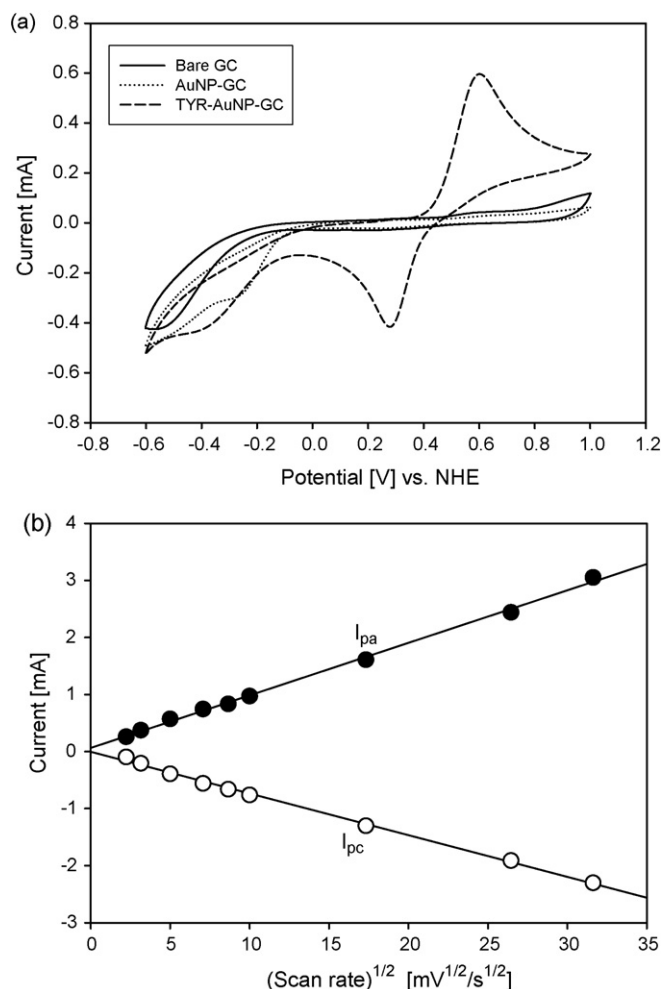 (a)
0.8
0.6
0.4
0.2
0.0
-0.2
-0.4
-0.6
-0.8
Current [mA]
Bare GC
AuNP-GC
TYR-AuNP-GC
-0.8 -0.6 -0.4 -0.2 0.0 0.2 0.4 0.6 0.8 1.0 1.2
Potential [V] vs. NHE
(b)
4
3
2
1
0
-1
-2
-3
Current [mA]
Ipa
Ipc
0 5 10 15 20 25 30 35
(Scan rate)1/2 [mV1/2/s1/2]